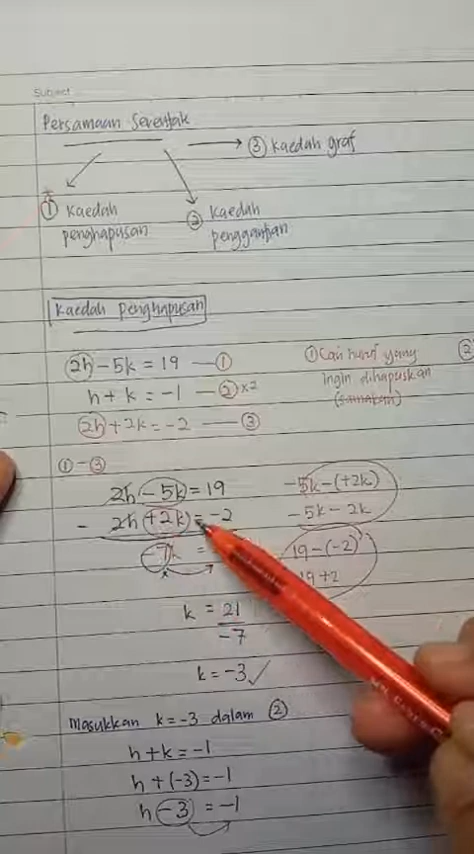 Subject
Persamaan Serentak
③ Kaedah graf
① Kaedah penghapusan
② Kaedah penggantian
Kaedah Penghapusan
2h - 5k = 19 — ①
h + k = -1 — ② ×2
2h + 2k = -2 — ③
① Cari huruf yang
ingin dihapuskan
(samakan)
① - ③
2h - 5k = 19
- 2h + 2k = -2
-7k =
-5k - (+2k)
-5k - 2k
19 - (-2)
19 + 2
k = 21
-7
k = -3 ✓
Masukkan k = -3 dalam ②
h + k = -1
h + (-3) = -1
h - 3 = -1